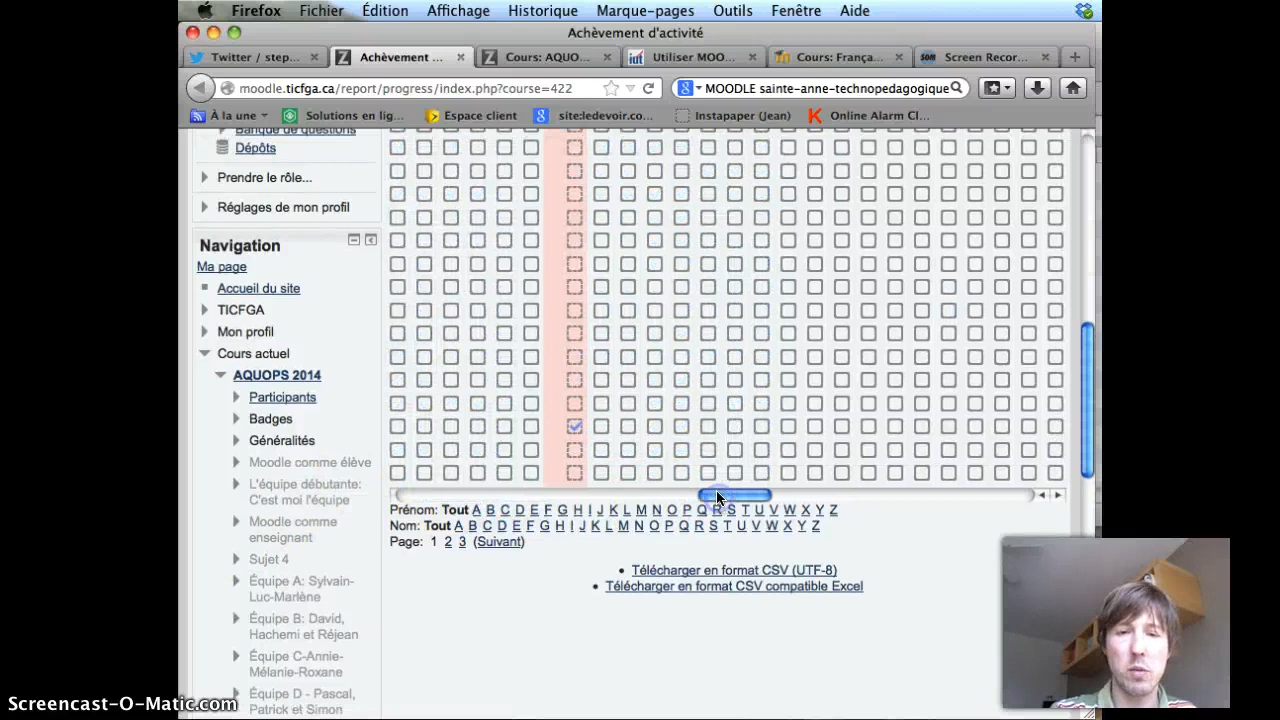 Firefox Fichier Édition Affichage Historique Marque-pages Outils Fenêtre Aide
Achèvement d'activité
Twitter / step... Achèvement ... Cours: AQUO... Utiliser MOO... Cours: França... Screen Recor...
moodle.ticfga.ca/report/progress/index.php?course=422 MOODLE sainte-anne-technopedagogique
À la une Solutions en lig... Espace client site:ledevoir.co... Instapaper (Jean) Online Alarm Cl...
Banque de questions
Dépôts
Prendre le rôle...
Réglages de mon profil
Navigation
Ma page
Accueil du site
TICFGA
Mon profil
Cours actuel
AQUOPS 2014
Participants
Badges
Généralités
Moodle comme élève
L'équipe débutante:
C'est moi l'équipe
Moodle comme
enseignant
Sujet 4
Équipe A: Sylvain-
Luc-Marlène
Équipe B: David,
Hachemi et Réjean
Équipe C-Annie-
Mélanie-Roxane
Équipe D - Pascal,
Patrick et Simon
Prénom: Tout A B C D E F G H I J K L M N O P Q R S T U V W X Y Z
Nom: Tout A B C D E F G H I J K L M N O P Q R S T U V W X Y Z
Page: 1 2 3 (Suivant)
Télécharger en format CSV (UTF-8)
Télécharger en format CSV compatible Excel
Screencast-O-Matic.com